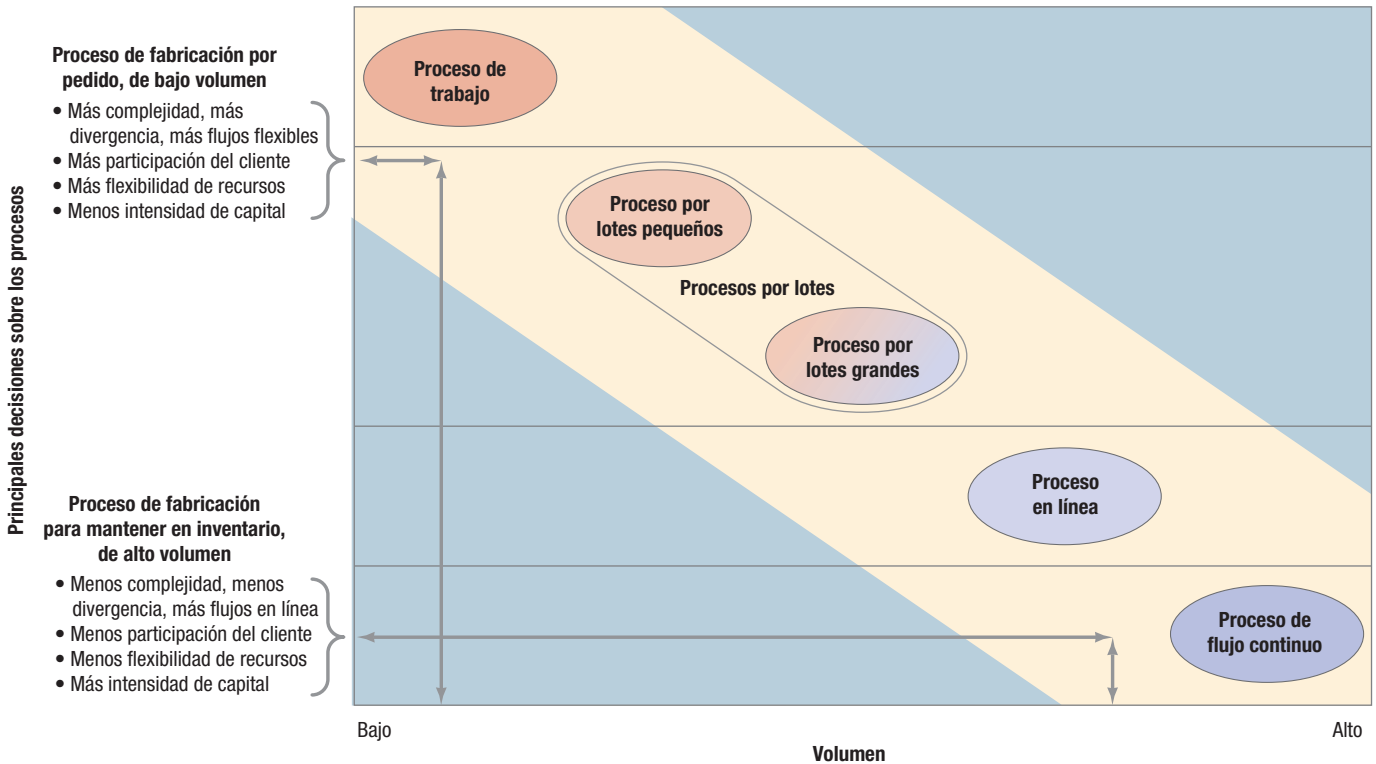 Principales decisiones sobre los procesos
Proceso de fabricación por
pedido, de bajo volumen
• Más complejidad, más
divergencia, más flujos flexibles
• Más participación del cliente
• Más flexibilidad de recursos
• Menos intensidad de capital
Proceso de fabricación
para mantener en inventario,
de alto volumen
• Menos complejidad, menos
divergencia, más flujos en línea
• Menos participación del cliente
• Menos flexibilidad de recursos
• Más intensidad de capital
Proceso de
trabajo
Proceso por
lotes pequeños
Procesos por lotes
Proceso por
lotes grandes
Proceso
en línea
Proceso de
flujo continuo
Bajo
Alto
Volumen